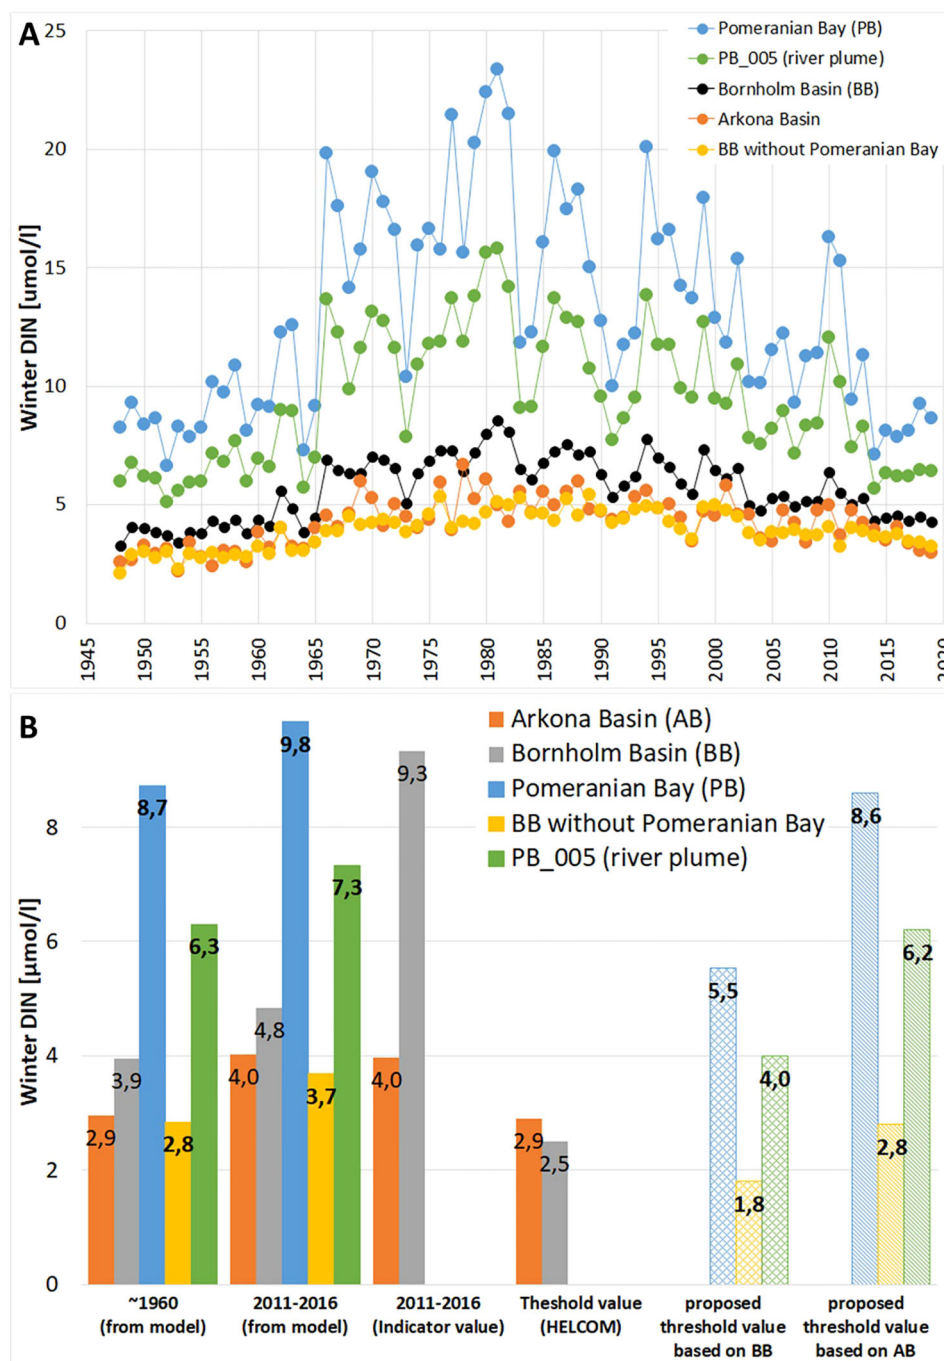 A
25
20
15
10
5
0
Winter DIN [umol/l]
Pomeranian Bay (PB)
PB_005 (river plume)
Bornholm Basin (BB)
Arkona Basin
BB without Pomeranian Bay
1945
1950
1955
1960
1965
1970
1975
1980
1985
1990
1995
2000
2005
2010
2015
2020
B
Arkona Basin (AB)
Bornholm Basin (BB)
Pomeranian Bay (PB)
BB without Pomeranian Bay
PB_005 (river plume)
8
6
4
2
0
Winter DIN [µmol/l]
2,9
3,9
8,7
2,8
6,3
4,0
4,8
9,8
3,7
7,3
4,0
9,3
2,9
2,5
5,5
1,8
4,0
8,6
2,8
6,2
~1960
(from model)
2011-2016
(from model)
2011-2016
(Indicator value)
Theshold value
(HELCOM)
proposed
threshold value
based on BB
proposed
threshold value
based on AB